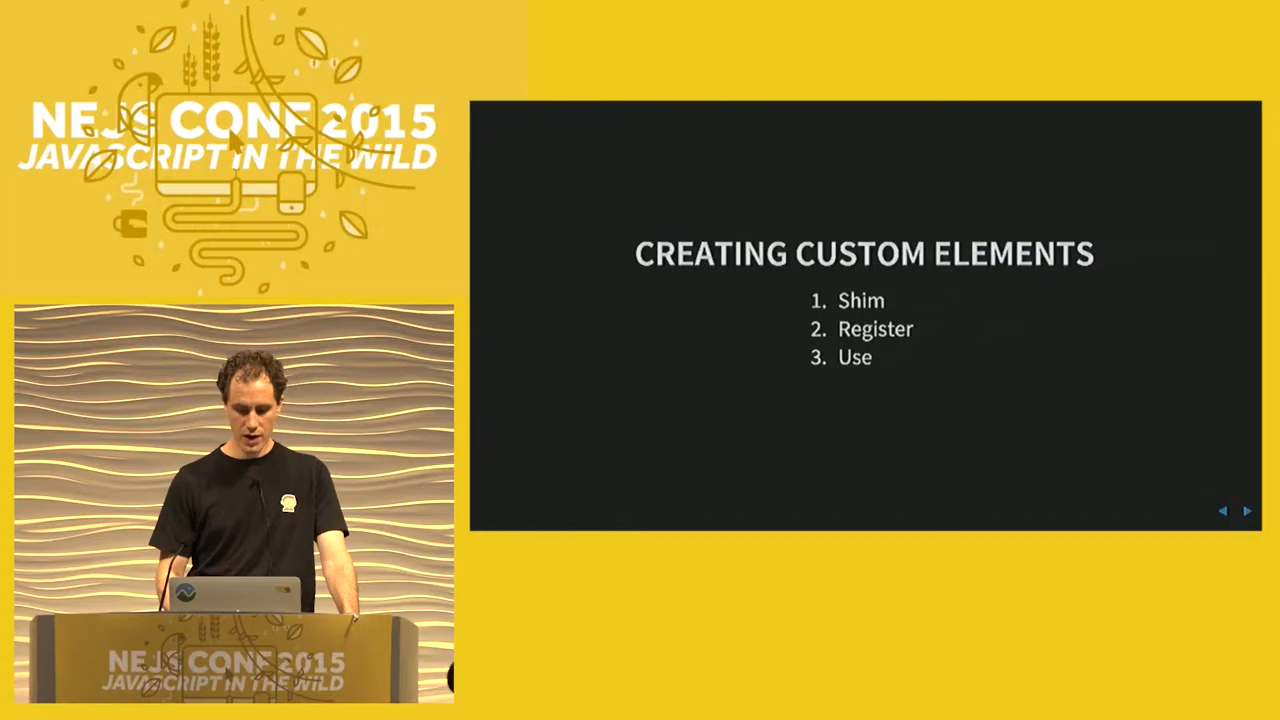 NEJS CONF 2015
JAVASCRIPT IN THE WILD
CREATING CUSTOM ELEMENTS
1. Shim
2. Register
3. Use
NEJS CONF 2015
JAVASCRIPT IN THE WILD